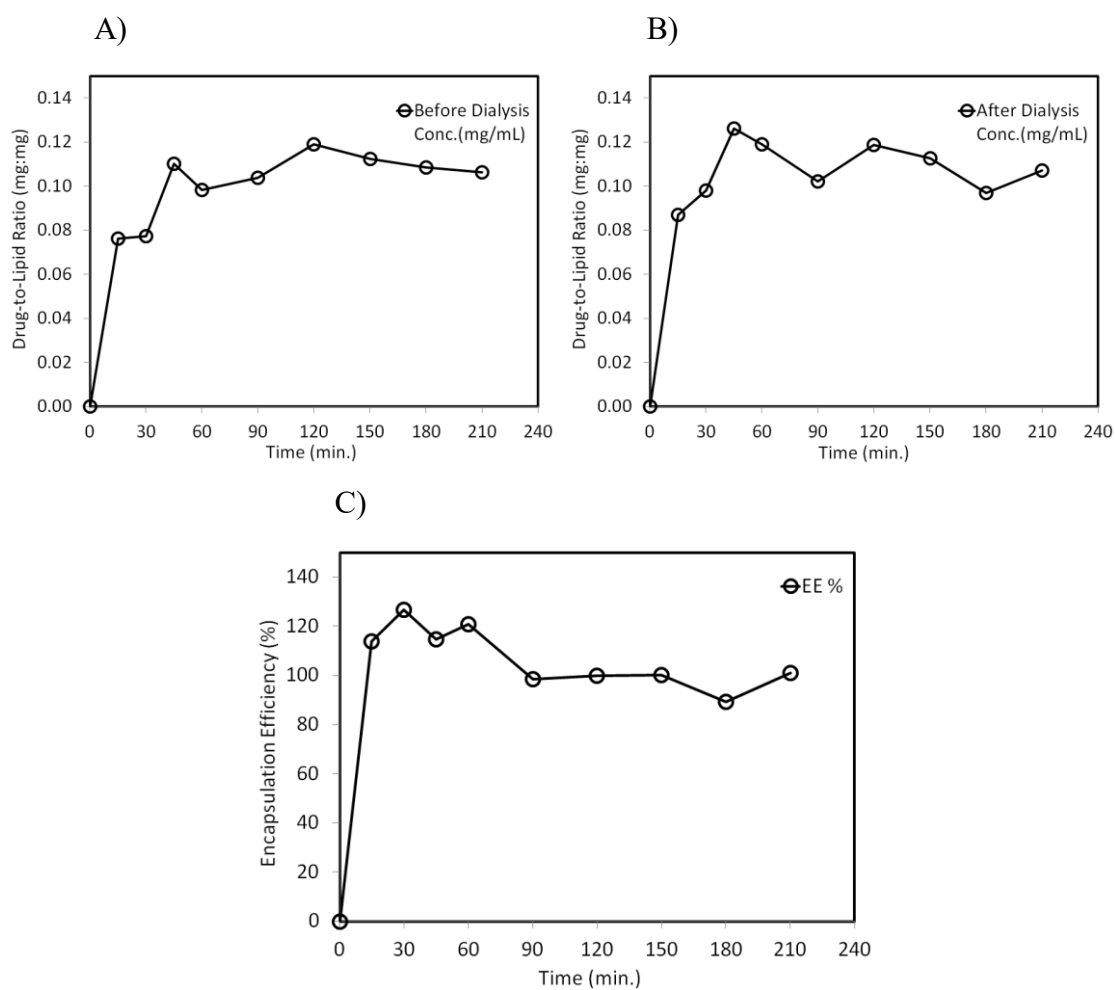 A)
0.14
0.12
0.10
0.08
0.06
0.04
0.02
0.00
Drug-to-Lipid Ratio (mg:mg)
Before Dialysis
Conc.(mg/mL)
0 30 60 90 120 150 180 210 240
Time (min.)
B)
0.14
0.12
0.10
0.08
0.06
0.04
0.02
0.00
Drug-to-Lipid Ratio (mg:mg)
After Dialysis
Conc.(mg/mL)
0 30 60 90 120 150 180 210 240
Time (min.)
C)
140
120
100
80
60
40
20
0
Encapsulation Efficiency (%)
EE %
0 30 60 90 120 150 180 210 240
Time (min.)